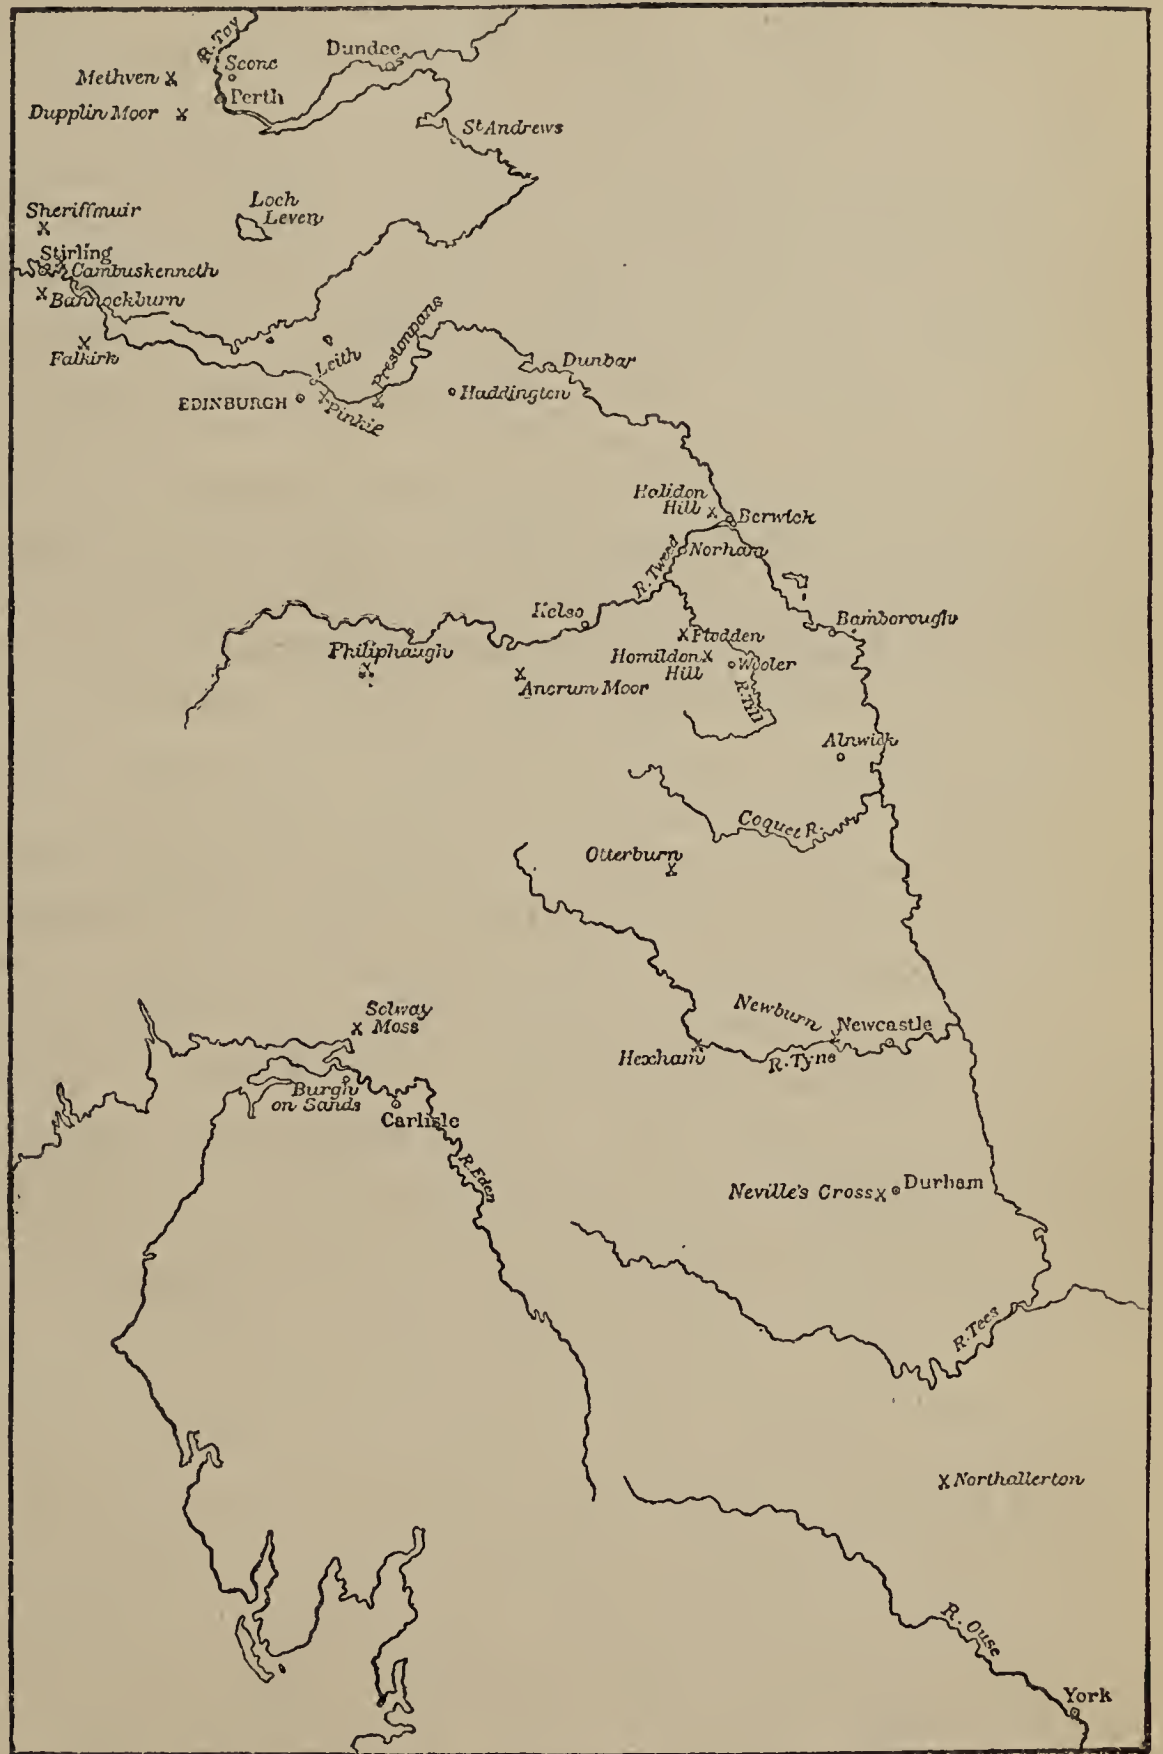 R. Tay
Dundee
Scone
Methven
Perth
Dupplin Moor
St Andrews
Loch
Leven
Sheriffmuir
Stirling
Cambuskenneth
Bannockburn
Falkirk
Leith
Prestonpans
Dunbar
EDINBURGH
Haddington
Pinkie
Halidon
Hill
Berwick
Norham
R. Tweed
Kelso
Bamborough
Philiphaugh
Flodden
Homildon
Hill
Wooler
Ancrum Moor
R. Till
Alnwick
Coquet R.
Otterburn
Solway
Moss
Newburn
Newcastle
Hexham
R. Tyne
Burgh
on Sands
Carlisle
R. Eden
Neville's Cross
Durham
R. Tees
Northallerton
R. Ouse
York